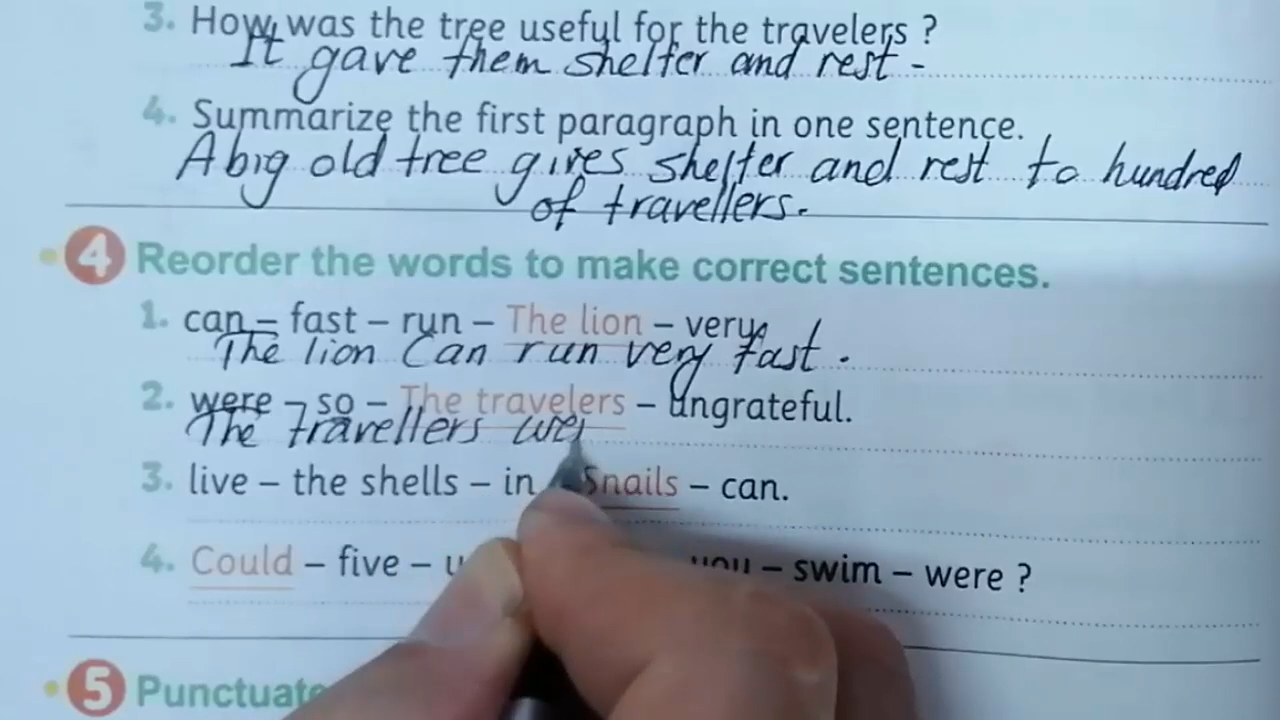 3. How was the tree useful for the travelers ?
It gave them shelter and rest -
4. Summarize the first paragraph in one sentence.
A big old tree gives shelter and rest to hundred
of travellers.
4 Reorder the words to make correct sentences.
1. can – fast – run – The lion – very.
The lion Can run very fast .
2. were – so – The travelers – ungrateful.
The travellers wer
3. live – the shells – in – Snails – can.
4. Could – five – you – swim – were ?
5 Punctuate